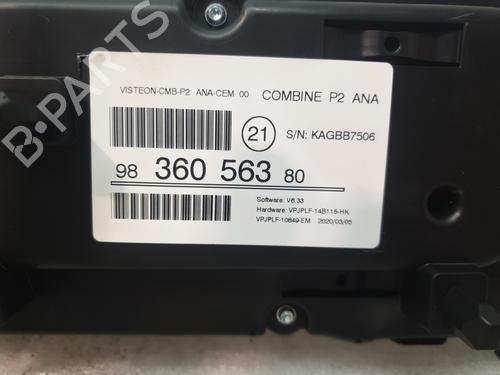 VISTEON-CMB-P2 ANA-CEM 00 COMBINE P2 ANA
21 S/N: KAGBB7506
98 360 563 80
Software: V6.33
Hardware: VPJPLF-14B115-HK
VPJPLF-10849-EM 2020/03/05
B-PARTS